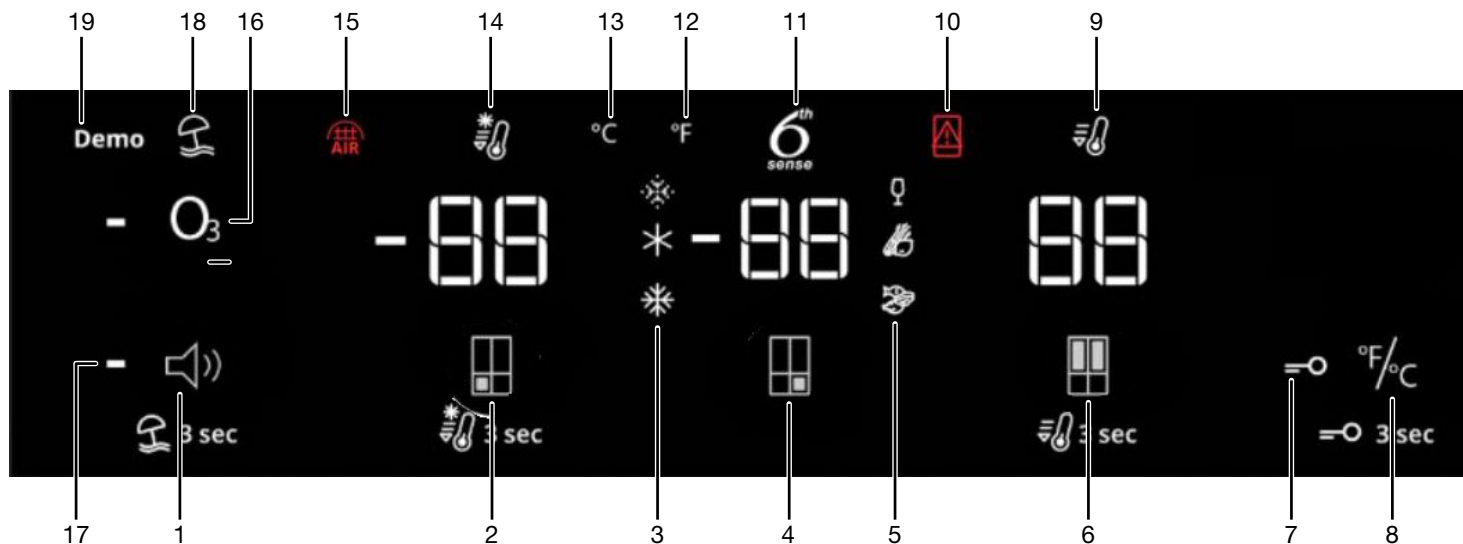 19 18 16 15 14 13 12 11 10 9
Demo AIR °C °F 6th sense
O3
-88 -88 88
°F/°C
3 sec 3 sec 3 sec 3 sec
17 1 2 3 4 5 6 7 8